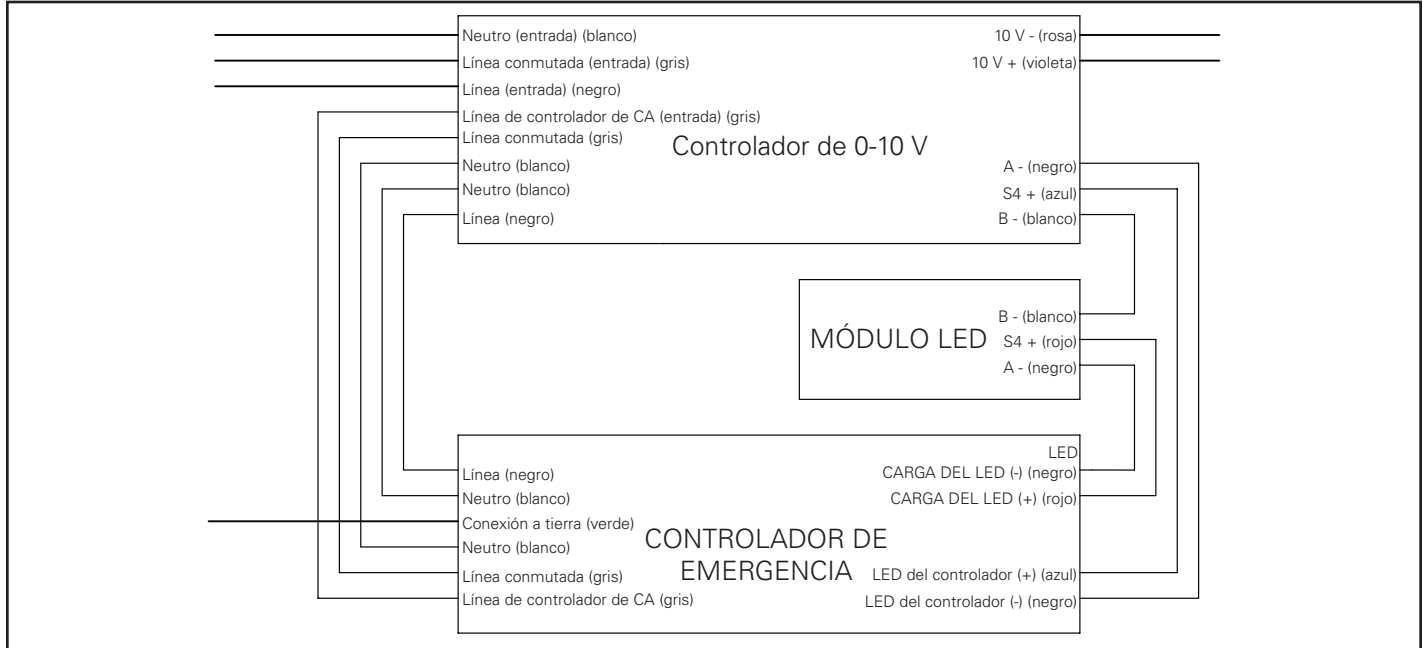 Neutro (entrada) (blanco)
Línea conmutada (entrada) (gris)
Línea (entrada) (negro)
Línea de controlador de CA (entrada) (gris)
Línea conmutada (gris)
Neutro (blanco)
Neutro (blanco)
Línea (negro)
Controlador de 0-10 V
10 V - (rosa)
10 V + (violeta)
A - (negro)
S4 + (azul)
B - (blanco)
MÓDULO LED
B - (blanco)
S4 + (rojo)
A - (negro)
Línea (negro)
Neutro (blanco)
Conexión a tierra (verde)
Neutro (blanco)
Línea conmutada (gris)
Línea de controlador de CA (gris)
CONTROLADOR DE
EMERGENCIA
LED
CARGA DEL LED (-) (negro)
CARGA DEL LED (+) (rojo)
LED del controlador (+) (azul)
LED del controlador (-) (negro)